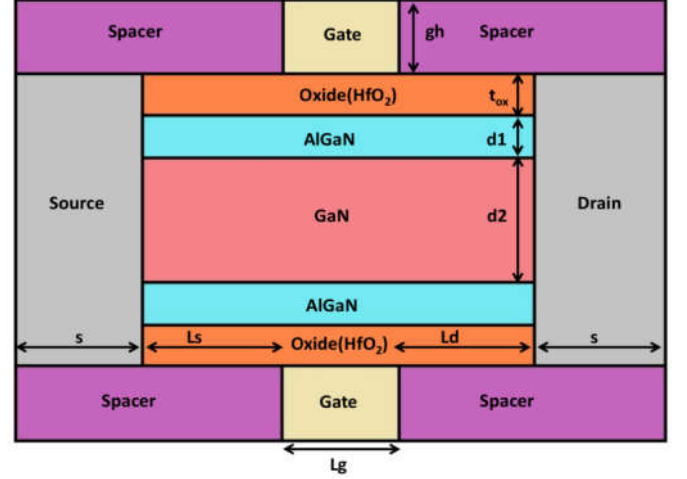 Spacer Gate gh Spacer
Oxide(HfO₂) tox
AlGaN d1
Source GaN d2 Drain
AlGaN
s Ls Oxide(HfO₂) Ld s
Spacer Gate Spacer
Lg